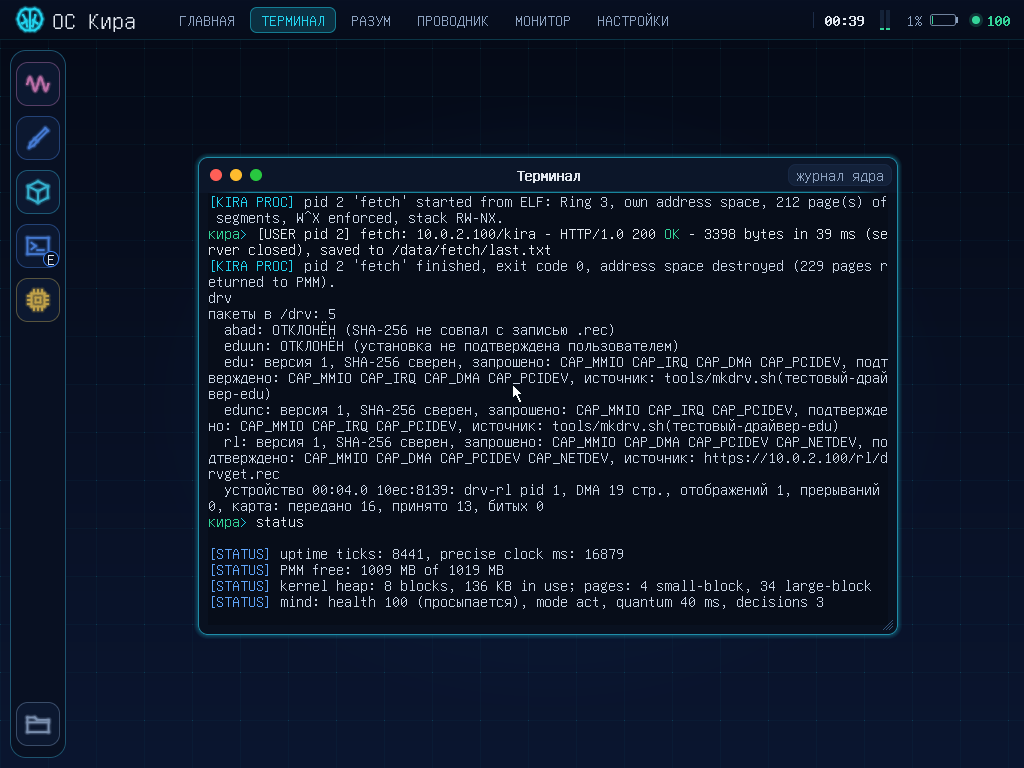 ОС Кира
ГЛАВНАЯ ТЕРМИНАЛ РАЗУМ ПРОВОДНИК МОНИТОР НАСТРОЙКИ
00:39 1% 100
E
Терминал
журнал ядра
[KIRA PROC] pid 2 'fetch' started from ELF: Ring 3, own address space, 212 page(s) of
segments, W^X enforced, stack RW-NX.
кира> [USER pid 2] fetch: 10.0.2.100/kira - HTTP/1.0 200 OK - 3398 bytes in 39 ms (se
rver closed), saved to /data/fetch/last.txt
[KIRA PROC] pid 2 'fetch' finished, exit code 0, address space destroyed (229 pages r
eturned to PMM).
drv
пакеты в /drv: 5
abad: ОТКЛОНЁН (SHA-256 не совпал с записью .rec)
eduun: ОТКЛОНЁН (установка не подтверждена пользователем)
edu: версия 1, SHA-256 сверен, запрошено: CAP_MMIO CAP_IRQ CAP_DMA CAP_PCIDEV, подт
верждено: CAP_MMIO CAP_IRQ CAP_DMA CAP_PCIDEV, источник: tools/mkdrv.sh(тестовый-драй
вер-edu)
edunc: версия 1, SHA-256 сверен, запрошено: CAP_MMIO CAP_IRQ CAP_PCIDEV, подтвержде
но: CAP_MMIO CAP_IRQ CAP_PCIDEV, источник: tools/mkdrv.sh(тестовый-драйвер-edu)
rl: версия 1, SHA-256 сверен, запрошено: CAP_MMIO CAP_DMA CAP_PCIDEV CAP_NETDEV, по
дтверждено: CAP_MMIO CAP_DMA CAP_PCIDEV CAP_NETDEV, источник: https://10.0.2.100/rl/d
rvget.rec
устройство 00:04.0 10ec:8139: drv-rl pid 1, DMA 19 стр., отображений 1, прерываний
0, карта: передано 16, принято 13, битых 0
кира> status
[STATUS] uptime ticks: 8441, precise clock ms: 16879
[STATUS] PMM free: 1009 MB of 1019 MB
[STATUS] kernel heap: 8 blocks, 136 KB in use; pages: 4 small-block, 34 large-block
[STATUS] mind: health 100 (просыпается), mode act, quantum 40 ms, decisions 3